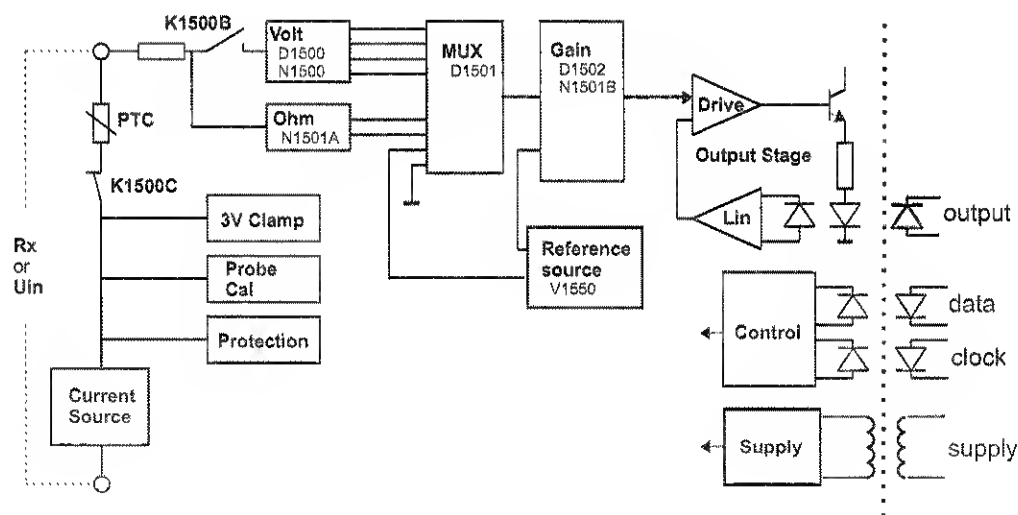 K1500B
Volt
D1500
N1500
MUX
D1501
Gain
D1502
N1501B
Drive
PTC
Ohm
N1501A
Output Stage
K1500C
Lin
output
3V Clamp
Rx
or
Uin
Reference
source
V1550
Probe
Cal
data
Control
Protection
clock
Current
Source
Supply
supply